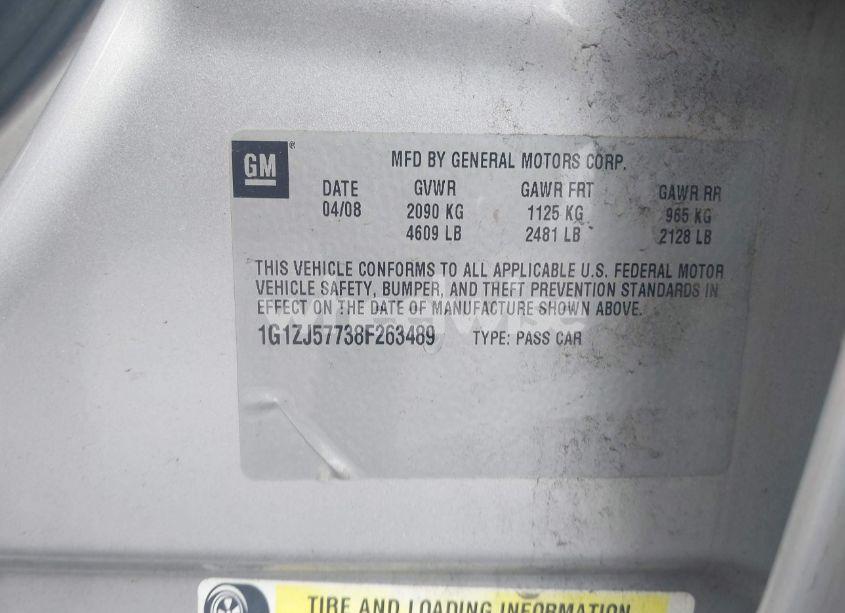 GM
MFD BY GENERAL MOTORS CORP.
DATE GVWR GAWR FRT GAWR RR
04/08 2090 KG 1125 KG 965 KG
4609 LB 2481 LB 2128 LB
THIS VEHICLE CONFORMS TO ALL APPLICABLE U.S. FEDERAL MOTOR
VEHICLE SAFETY, BUMPER, AND THEFT PREVENTION STANDARDS IN
EFFECT ON THE DATE OF MANUFACTURE SHOWN ABOVE.
1G1ZJ57738F263489 TYPE: PASS CAR
TIRE AND LOADING INFORMATION